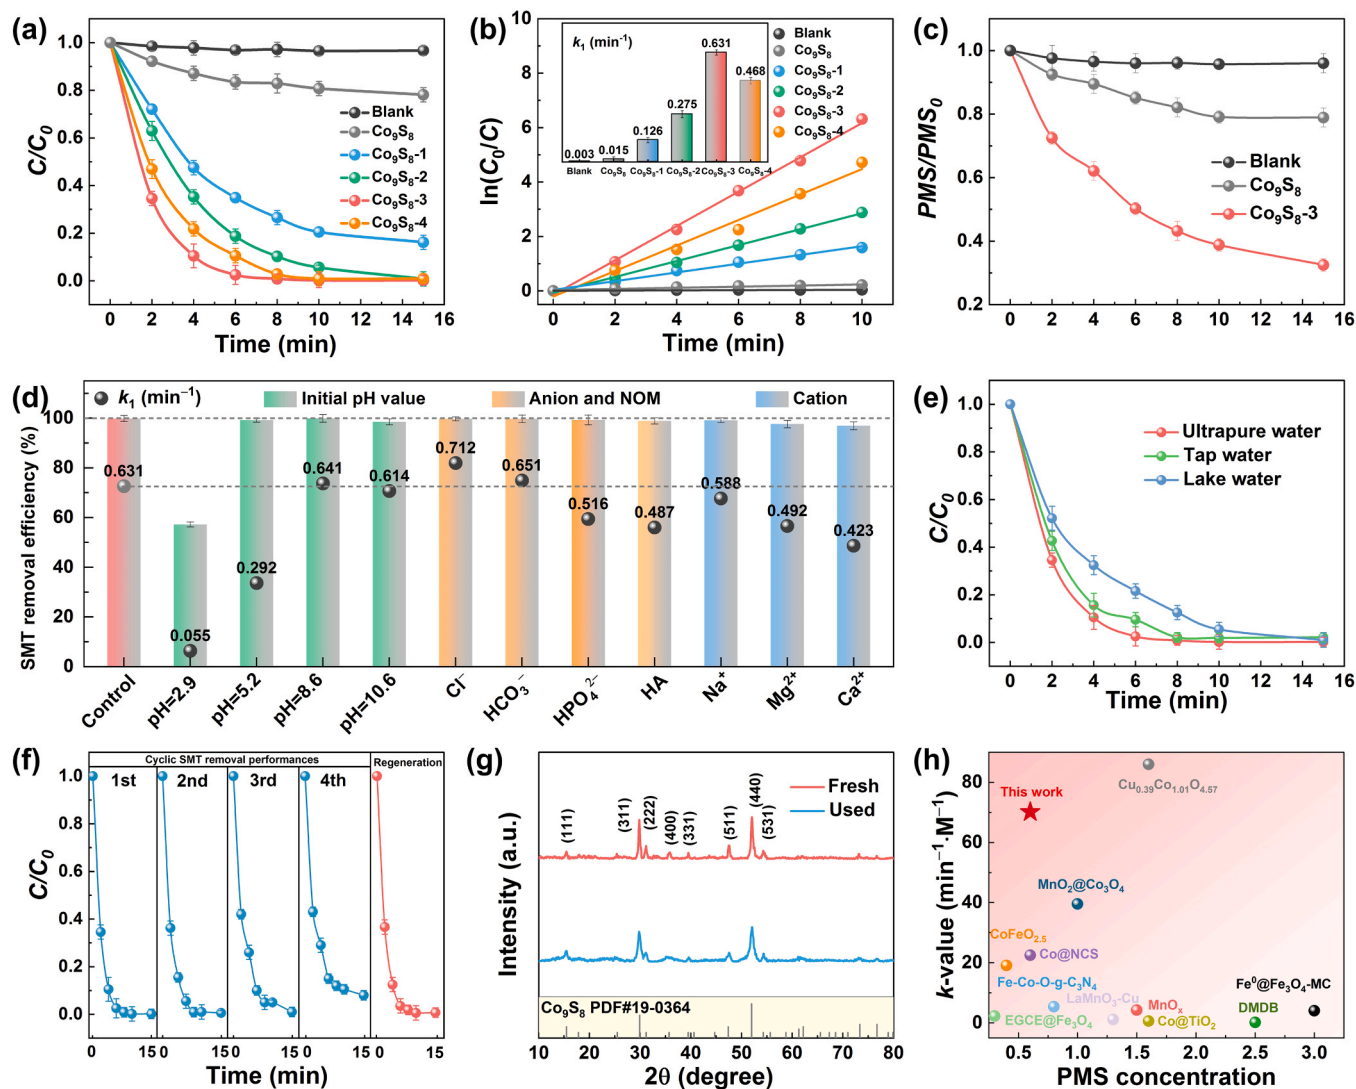 (a)
1.0
0.8
0.6
0.4
0.2
0.0
C/C₀
Blank
Co₉S₈
Co₉S₈-1
Co₉S₈-2
Co₉S₈-3
Co₉S₈-4
0 2 4 6 8 10 12 14 16
Time (min)
(b)
10
8
6
4
2
0
ln(C₀/C)
k₁ (min⁻¹)
0.003
0.015
0.126
0.275
0.631
0.468
Blank Co₉S₈ Co₉S₈-1 Co₉S₈-2 Co₉S₈-3 Co₉S₈-4
Blank
Co₉S₈
Co₉S₈-1
Co₉S₈-2
Co₉S₈-3
Co₉S₈-4
0 2 4 6 8 10
Time (min)
(c)
1.0
0.8
0.6
0.4
0.2
PMS/PMS₀
Blank
Co₉S₈
Co₉S₈-3
0 2 4 6 8 10 12 14 16
Time (min)
(d)
SMT removal efficiency (%)
100
80
60
40
20
0
k₁ (min⁻¹)
Initial pH value
Anion and NOM
Cation
0.631
0.055
0.292
0.641
0.614
0.712
0.651
0.516
0.487
0.588
0.492
0.423
Control
pH=2.9
pH=5.2
pH=8.6
pH=10.6
Cl⁻
HCO₃⁻
HPO₄²⁻
HA
Na⁺
Mg²⁺
Ca²⁺
(e)
1.0
0.8
0.6
0.4
0.2
0.0
C/C₀
Ultrapure water
Tap water
Lake water
0 2 4 6 8 10 12 14 16
Time (min)
(f)
Cyclic SMT removal performances
Regeneration
1st 2nd 3rd 4th
1.0
0.8
0.6
0.4
0.2
0.0
C/C₀
0 15 0 15 0 15 0 15 0 15
Time (min)
(g)
Intensity (a.u.)
Fresh
Used
(111)
(311)
(222)
(400)
(331)
(511)
(440)
(531)
Co₉S₈ PDF#19-0364
10 20 30 40 50 60 70 80
2θ (degree)
(h)
80
60
40
20
0
k-value (min⁻¹·M⁻¹)
This work
Cu₀.₃₉Co₁.₀₁O₄.₅₇
MnO₂@Co₃O₄
CoFeO₂.₅
Co@NCS
Fe-Co-O-g-C₃N₄
LaMnO₃-Cu
EGCE@Fe₃O₄
MnOₓ
Co@TiO₂
DMDB
Fe⁰@Fe₃O₄-MC
0.5 1.0 1.5 2.0 2.5 3.0
PMS concentration